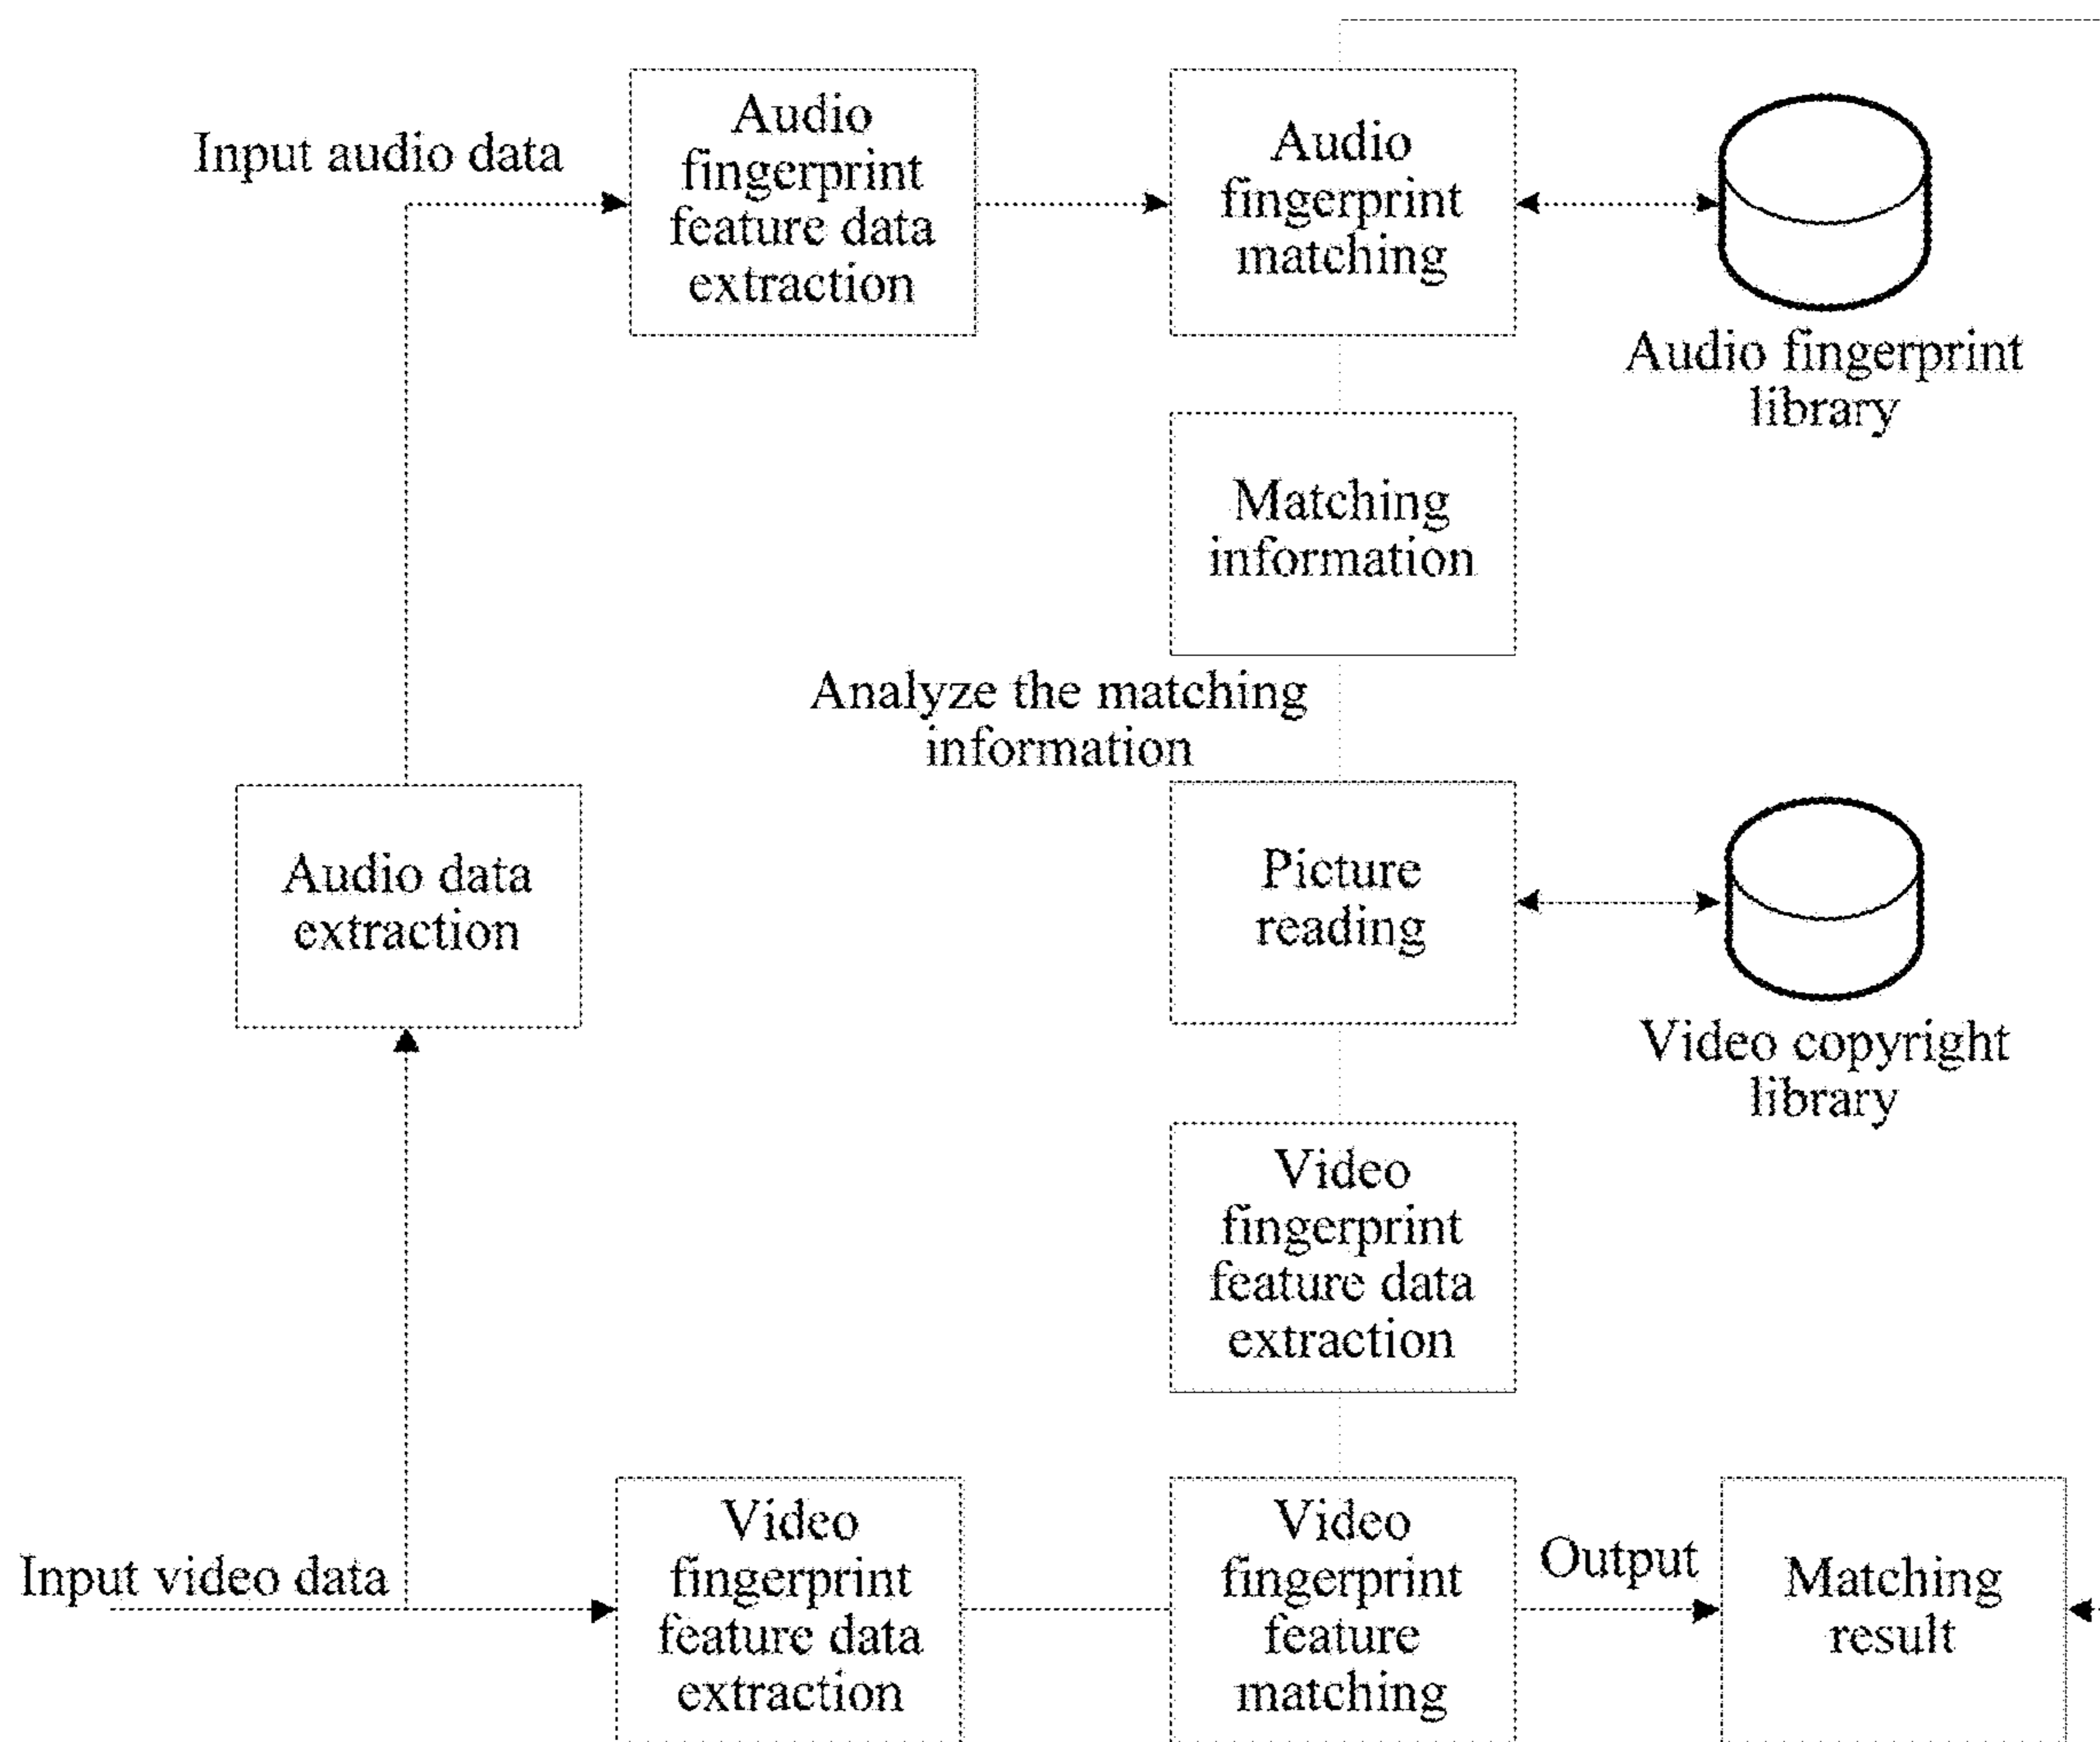 Input audio data
Audio
fingerprint
feature data
extraction
Audio
fingerprint
matching
Audio fingerprint
library
Matching
information
Analyze the matching
information
Audio data
extraction
Picture
reading
Video copyright
library
Video
fingerprint
feature data
extraction
Input video data
Video
fingerprint
feature data
extraction
Video
fingerprint
feature
matching
Output
Matching
result